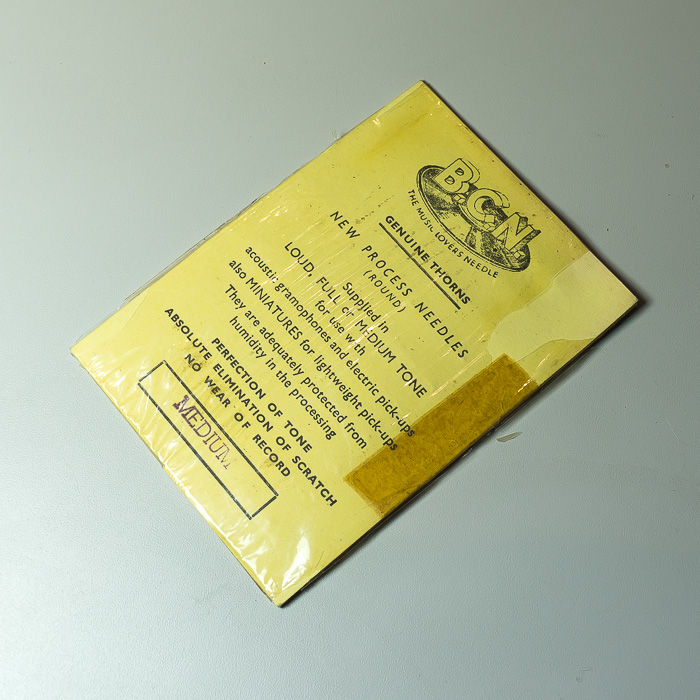 B.C.N.
THE MUSIC LOVERS NEEDLE
GENUINE THORNS
NEW PROCESS NEEDLES
(ROUND)
Supplied in
LOUD, FULL or MEDIUM TONE
for use with
acoustic gramophones and electric pick-ups
also MINIATURES for lightweight pick-ups
They are adequately protected from
humidity in the processing
PERFECTION OF TONE
ABSOLUTE ELIMINATION OF SCRATCH
NO WEAR OF RECORD
MEDIUM